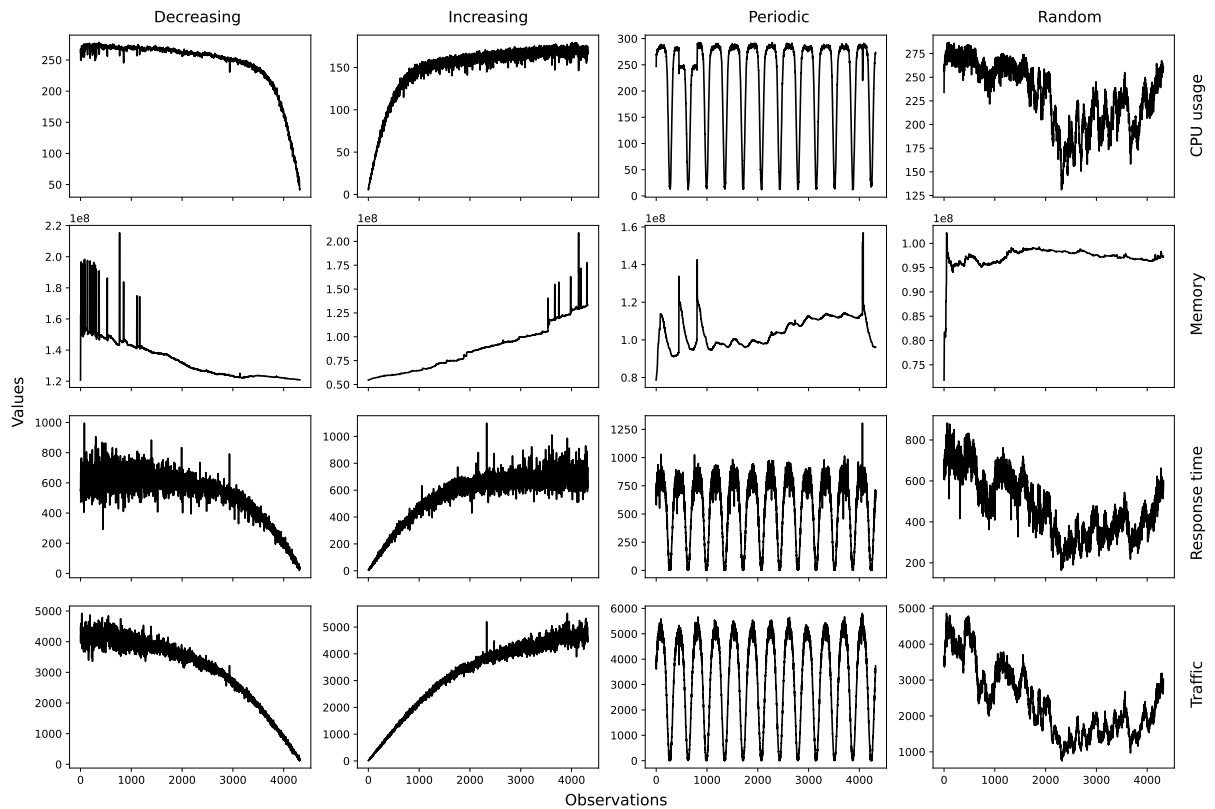 Decreasing Increasing Periodic Random
250 200 150 100 50
150 100 50 0
300 250 200 150 100 50 0
275 250 225 200 175 150 125
CPU usage
1e8 2.2 2.0 1.8 1.6 1.4 1.2
1e8 2.00 1.75 1.50 1.25 1.00 0.75 0.50
1e8 1.6 1.4 1.2 1.0 0.8
1e8 1.00 0.95 0.90 0.85 0.80 0.75
Memory
Values
1000 800 600 400 200 0
1000 800 600 400 200 0
1250 1000 750 500 250 0
800 600 400 200
Response time
5000 4000 3000 2000 1000 0
5000 4000 3000 2000 1000 0
6000 5000 4000 3000 2000 1000 0
5000 4000 3000 2000 1000
Traffic
0 1000 2000 3000 4000 0 1000 2000 3000 4000 0 1000 2000 3000 4000 0 1000 2000 3000 4000
Observations